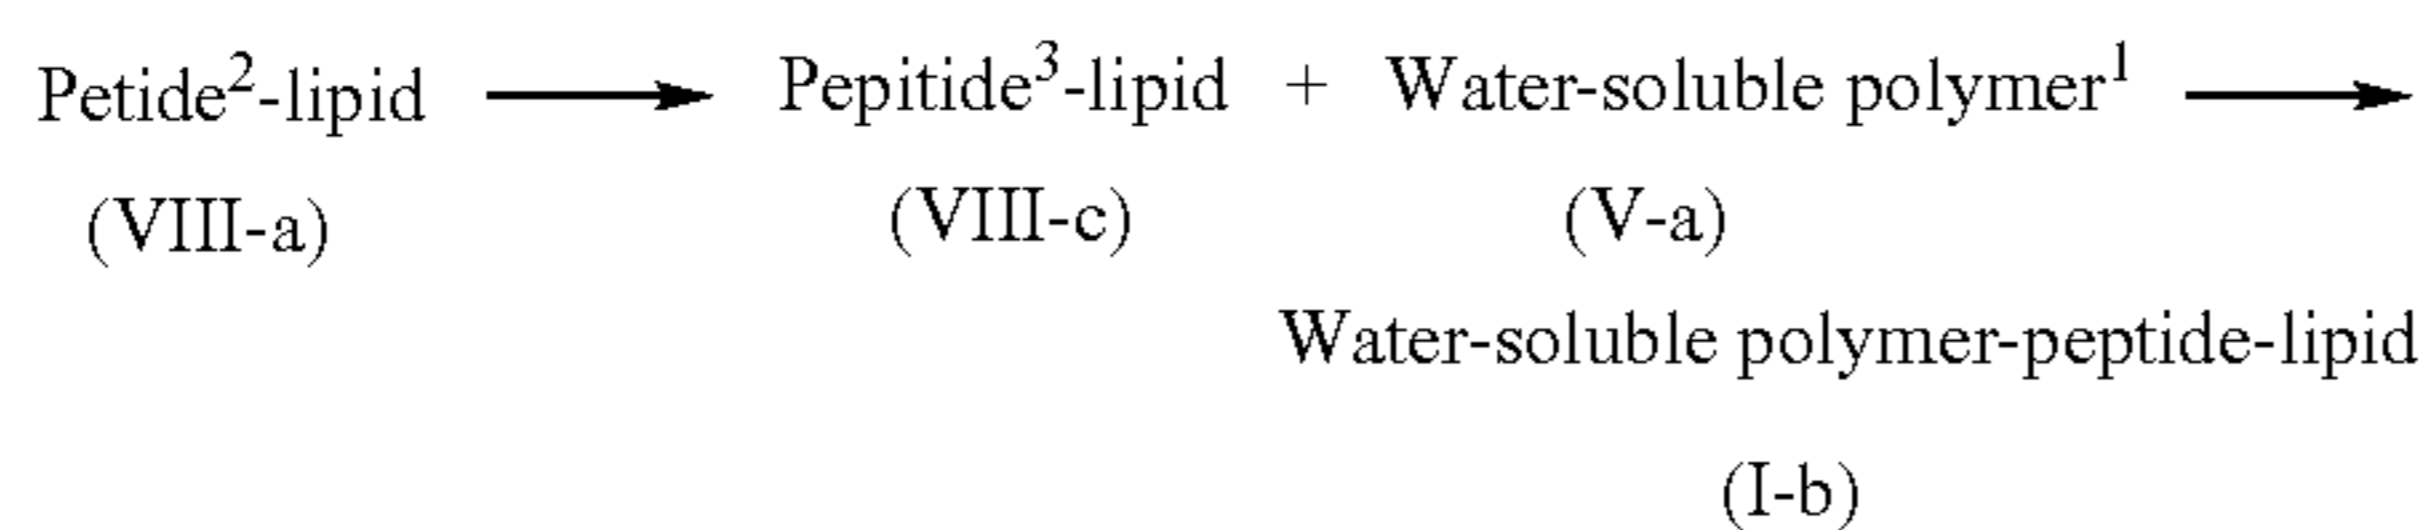 Petide²-lipid ⟶ Pepitide³-lipid + Water-soluble polymer¹ ⟶
(VIII-a) (VIII-c) (V-a)
Water-soluble polymer-peptide-lipid
(I-b)